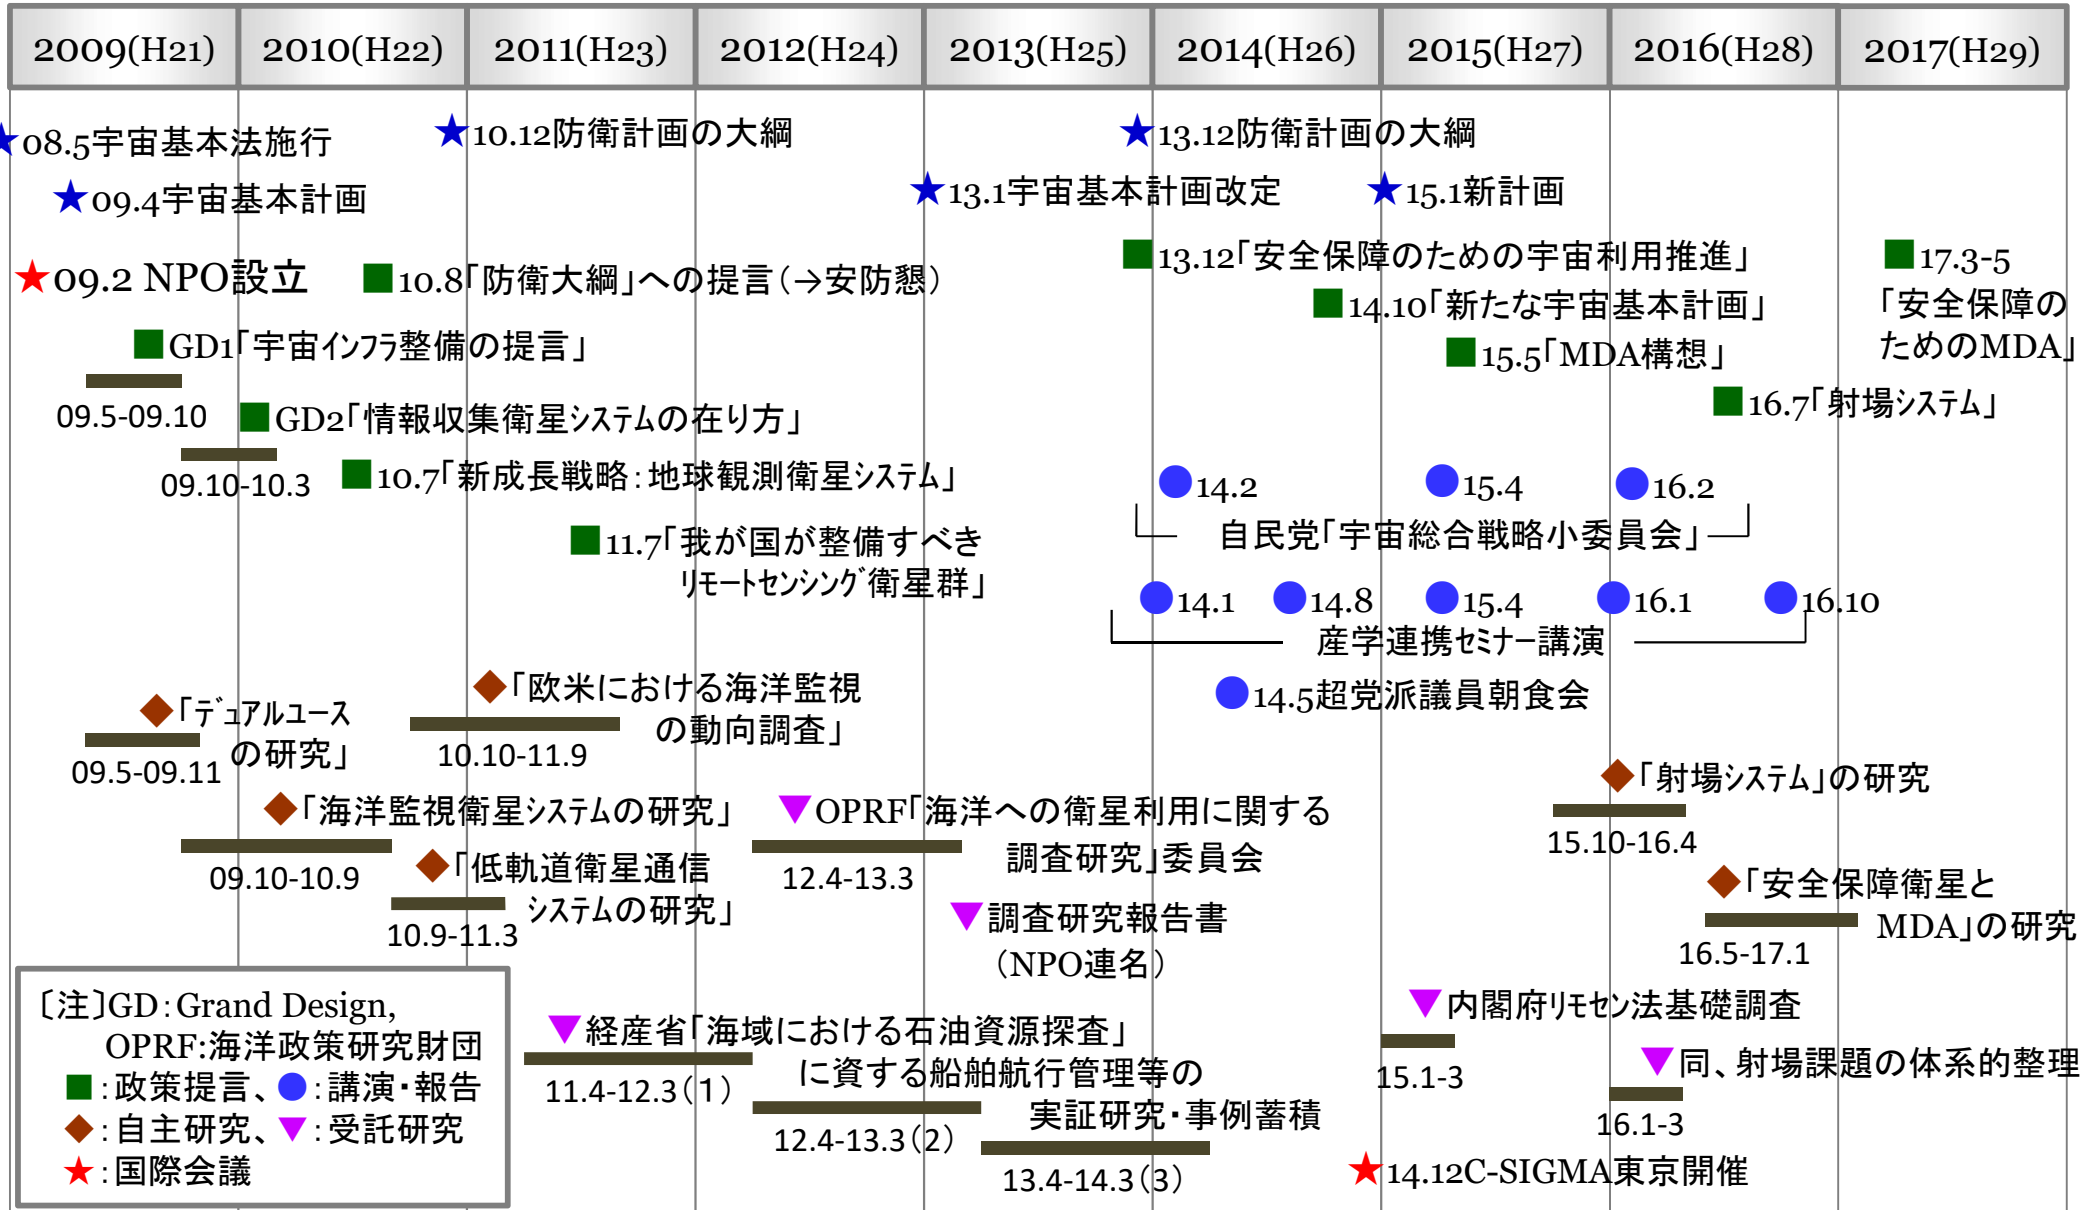 2009(H21) 2010(H22) 2011(H23) 2012(H24) 2013(H25) 2014(H26) 2015(H27) 2016(H28) 2017(H29)
★08.5宇宙基本法施行
★10.12防衛計画の大綱
★13.12防衛計画の大綱
★09.4宇宙基本計画
★13.1宇宙基本計画改定
★15.1新計画
★09.2 NPO設立
■10.8「防衛大綱」への提言(→安防懇)
■13.12「安全保障のための宇宙利用推進」
■17.3-5
「安全保障の
ためのMDA」
■14.10「新たな宇宙基本計画」
■GD1「宇宙インフラ整備の提言」
09.5-09.10
■15.5「MDA構想」
■16.7「射場システム」
■GD2「情報収集衛星システムの在り方」
09.10-10.3
■10.7「新成長戦略:地球観測衛星システム」
●14.2 ●15.4 ●16.2
自民党「宇宙総合戦略小委員会」
■11.7「我が国が整備すべき
リモートセンシング衛星群」
●14.1 ●14.8 ●15.4 ●16.1 ●16.10
産学連携セミナー講演
●14.5超党派議員朝食会
◆「デュアルユース
の研究」
09.5-09.11
◆「欧米における海洋監視
の動向調査」
10.10-11.9
◆「射場システム」の研究
15.10-16.4
◆「海洋監視衛星システムの研究」
09.10-10.9
▼OPRF「海洋への衛星利用に関する
調査研究」委員会
12.4-13.3
◆「低軌道衛星通信
システムの研究」
10.9-11.3
◆「安全保障衛星と
MDA」の研究
16.5-17.1
▼調査研究報告書
(NPO連名)
▼経産省「海域における石油資源探査」
に資する船舶航行管理等の
実証研究・事例蓄積
11.4-12.3(1)
12.4-13.3(2)
13.4-14.3(3)
▼内閣府リモセン法基礎調査
15.1-3
▼同、射場課題の体系的整理
16.1-3
★14.12C-SIGMA東京開催
〔注〕GD:Grand Design,
OPRF:海洋政策研究財団
■:政策提言、●:講演・報告
◆:自主研究、▼:受託研究
★:国際会議